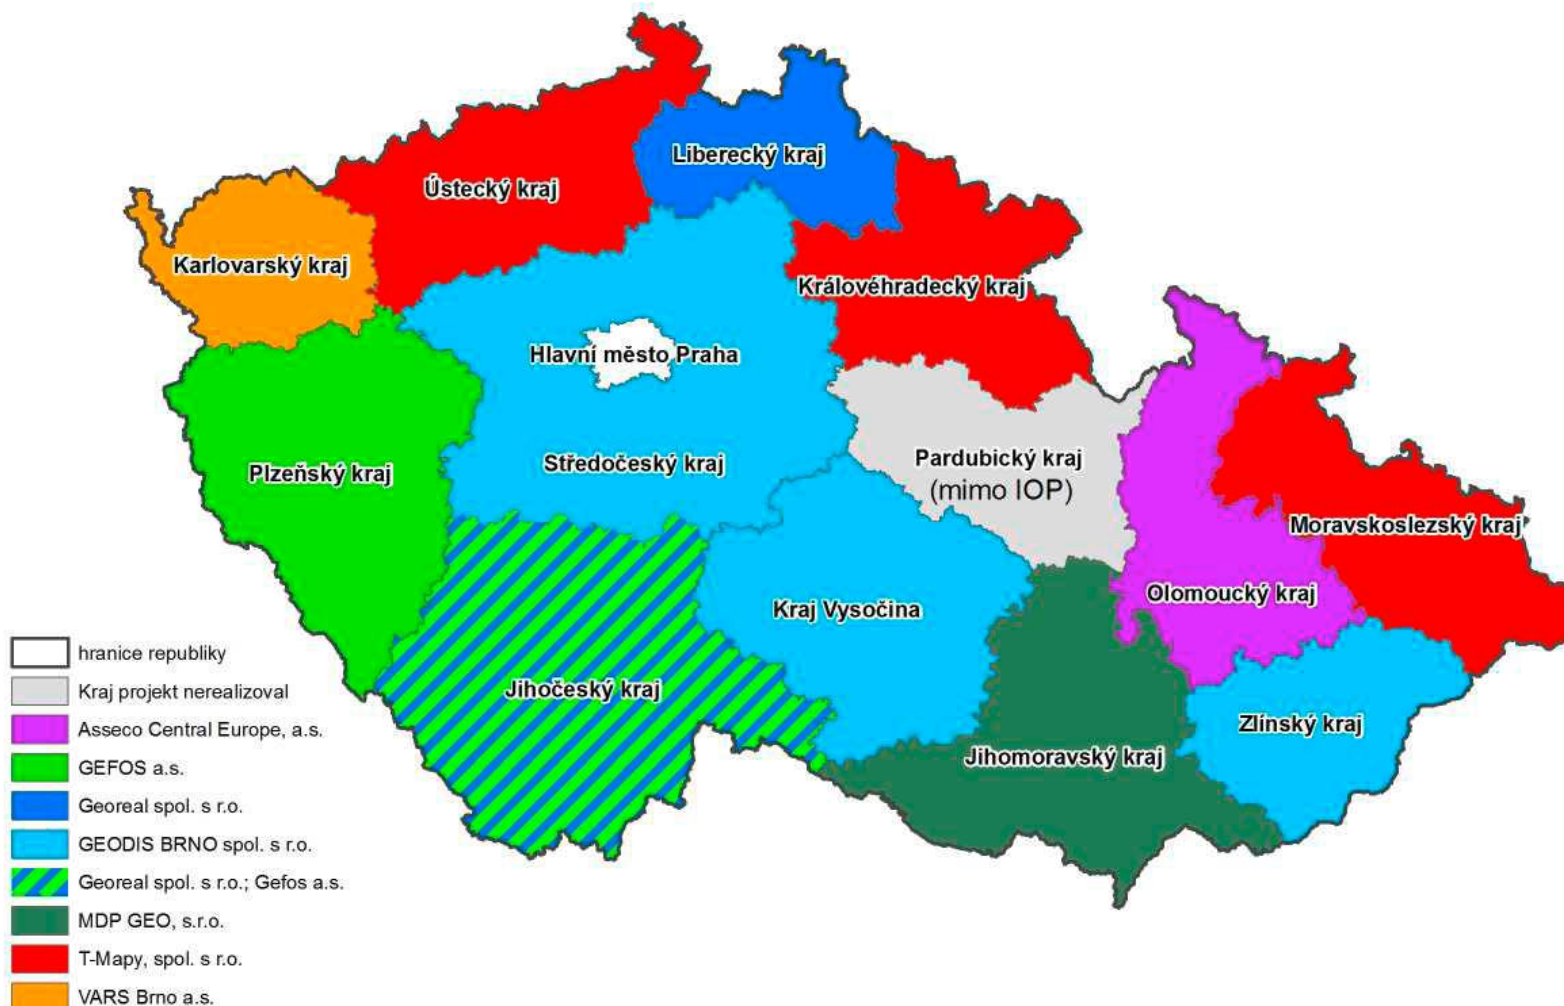 Liberecký kraj
Ústecký kraj
Karlovarský kraj
Královéhradecký kraj
Hlavní město Praha
Plzeňský kraj
Středočeský kraj
Pardubický kraj
(mimo IOP)
Moravskoslezský kraj
Olomoucký kraj
Kraj Vysočina
Jihočeský kraj
Zlínský kraj
Jihomoravský kraj
hranice republiky
Kraj projekt nerealizoval
Asseco Central Europe, a.s.
GEFOS a.s.
Georeal spol. s r.o.
GEODIS BRNO spol. s r.o.
Georeal spol. s r.o.; Gefos a.s.
MDP GEO, s.r.o.
T-Mapy, spol. s r.o.
VARS Brno a.s.